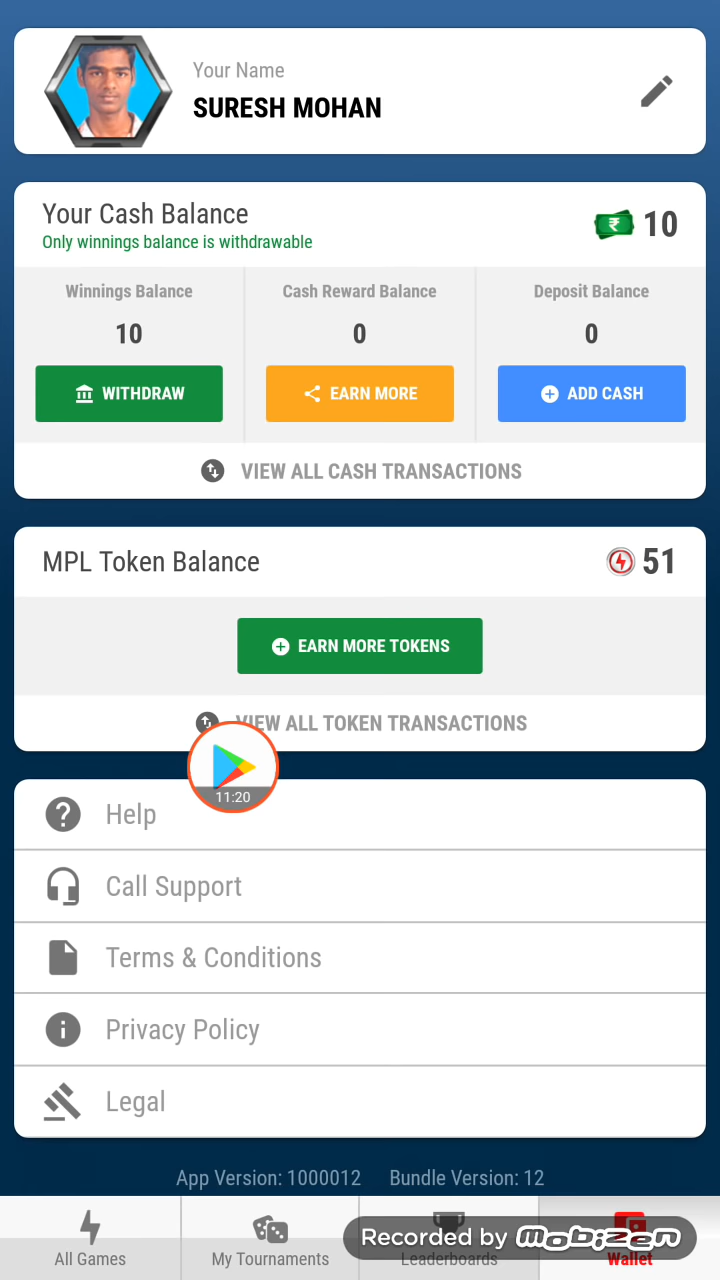 Your Name
SURESH MOHAN
Your Cash Balance
Only winnings balance is withdrawable
₹ 10
Winnings Balance
Cash Reward Balance
Deposit Balance
10
0
0
WITHDRAW
EARN MORE
ADD CASH
VIEW ALL CASH TRANSACTIONS
MPL Token Balance
51
EARN MORE TOKENS
VIEW ALL TOKEN TRANSACTIONS
11:20
Help
Call Support
Terms & Conditions
Privacy Policy
Legal
App Version: 1000012 Bundle Version: 12
Recorded by mobizen
All Games
My Tournaments
Leaderboards
Wallet